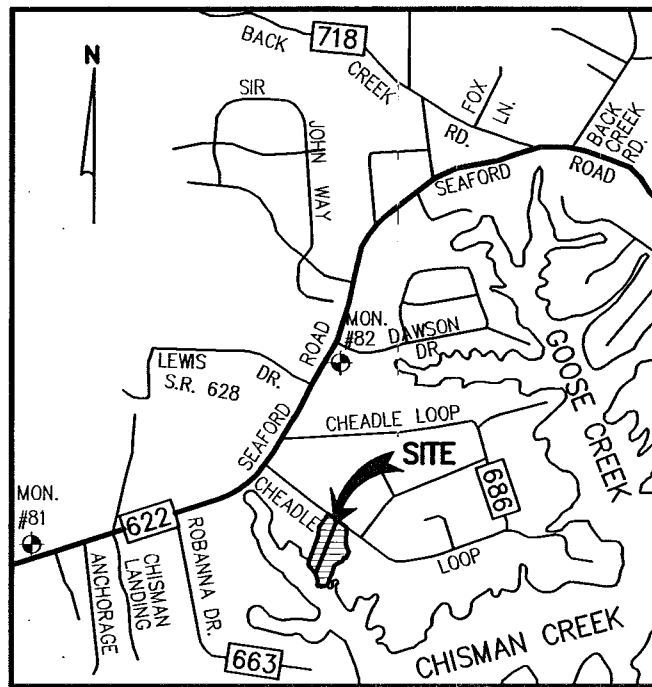 BACK
718
CREEK
RD.
N
SIR
JOHN WAY
FOX
LN.
BACK
CREEK
RD.
SEAFORD
ROAD
MON.
#82
DAWSON
DR
ROAD
LEWIS
DR.
S.R. 628
SEAFORD
GOOSE CREEK
CHEADLE LOOP
SITE
686
CHEADLE
LOOP
MON.
#81
622
ROBANNA DR.
CHISMAN
LANDING
ANCHORAGE
663
CHISMAN CREEK